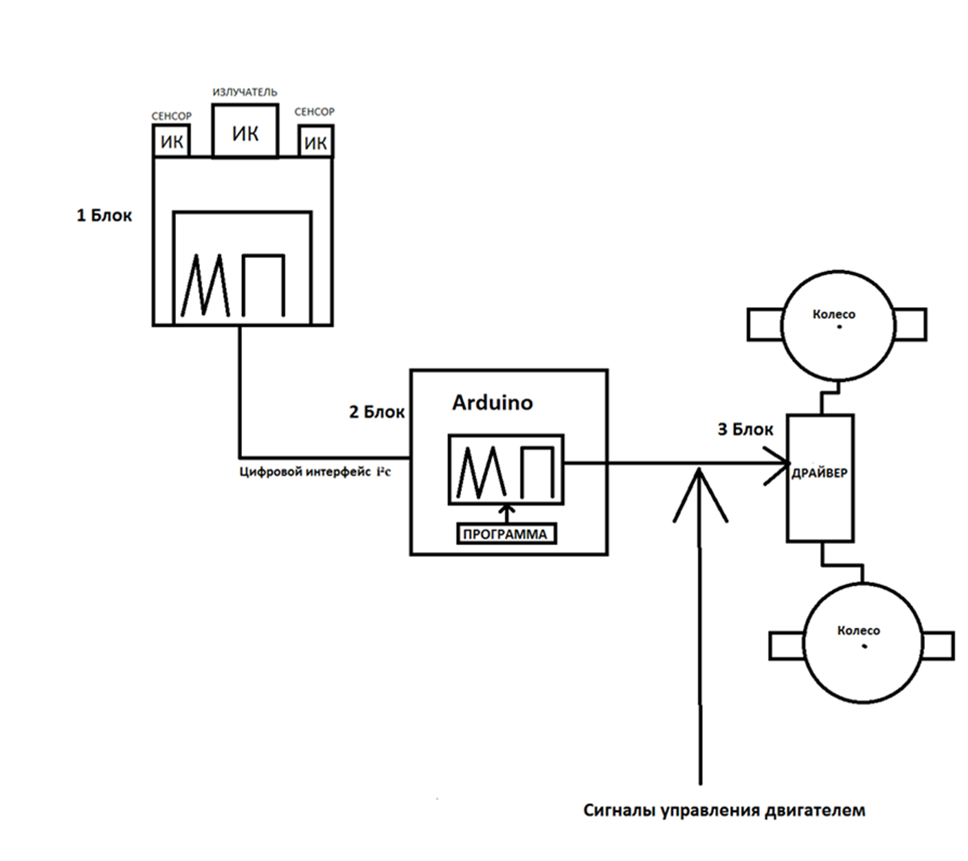 ИЗЛУЧАТЕЛЬ
СЕНСОР
СЕНСОР
ИК
ИК
ИК
1 Блок
МП
Колесо
2 Блок
Arduino
3 Блок
МП
Цифровой интерфейс I²c
ДРАЙВЕР
ПРОГРАММА
Колесо
Сигналы управления двигателем